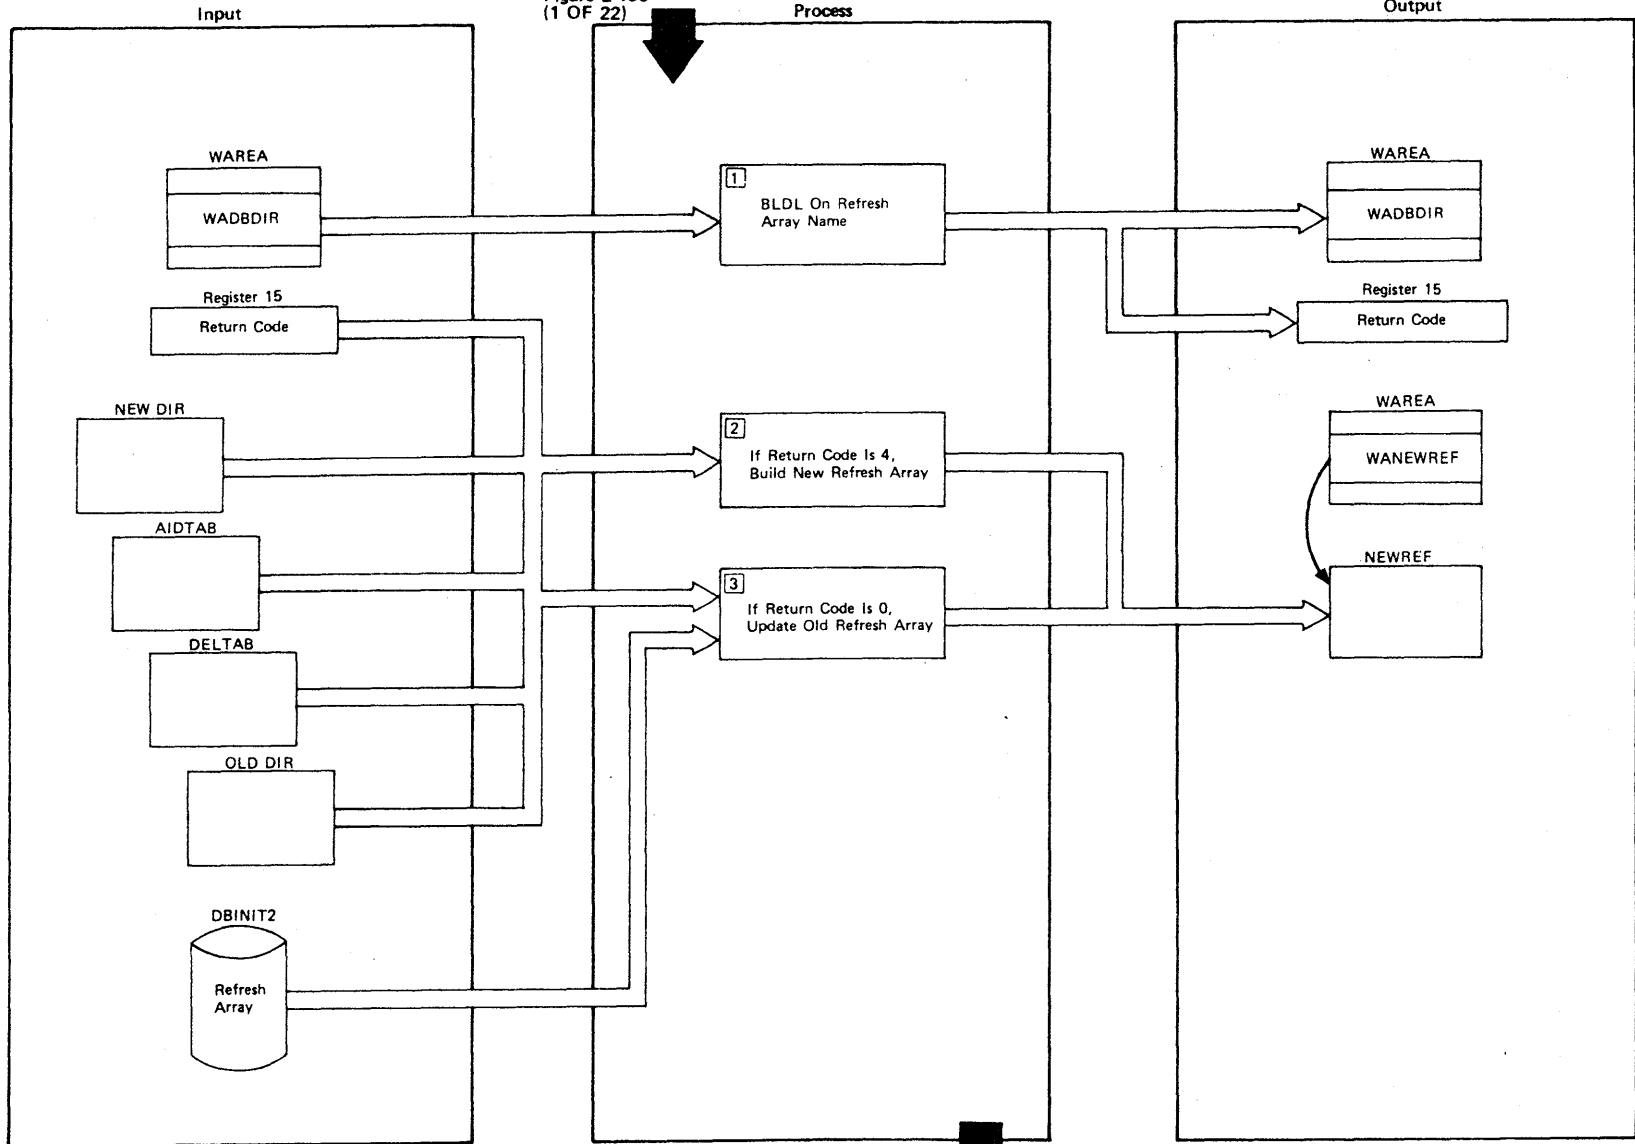 (1 OF 22)
Input
Process
Output
WAREA
WADBDIR
Register 15
Return Code
NEW DIR
AIDTAB
DELTAB
OLD DIR
DBINIT2
Refresh
Array
1
BLDL On Refresh
Array Name
2
If Return Code Is 4,
Build New Refresh Array
3
If Return Code Is 0,
Update Old Refresh Array
WAREA
WADBDIR
Register 15
Return Code
WAREA
WANEWREF
NEWREF